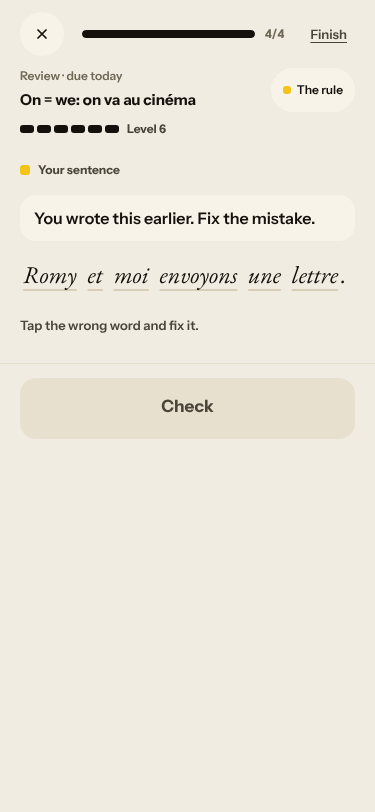 4/4
Finish
Review · due today
On = we: on va au cinéma
The rule
Level 6
Your sentence
You wrote this earlier. Fix the mistake.
Romy et moi envoyons une lettre.
Tap the wrong word and fix it.
Check